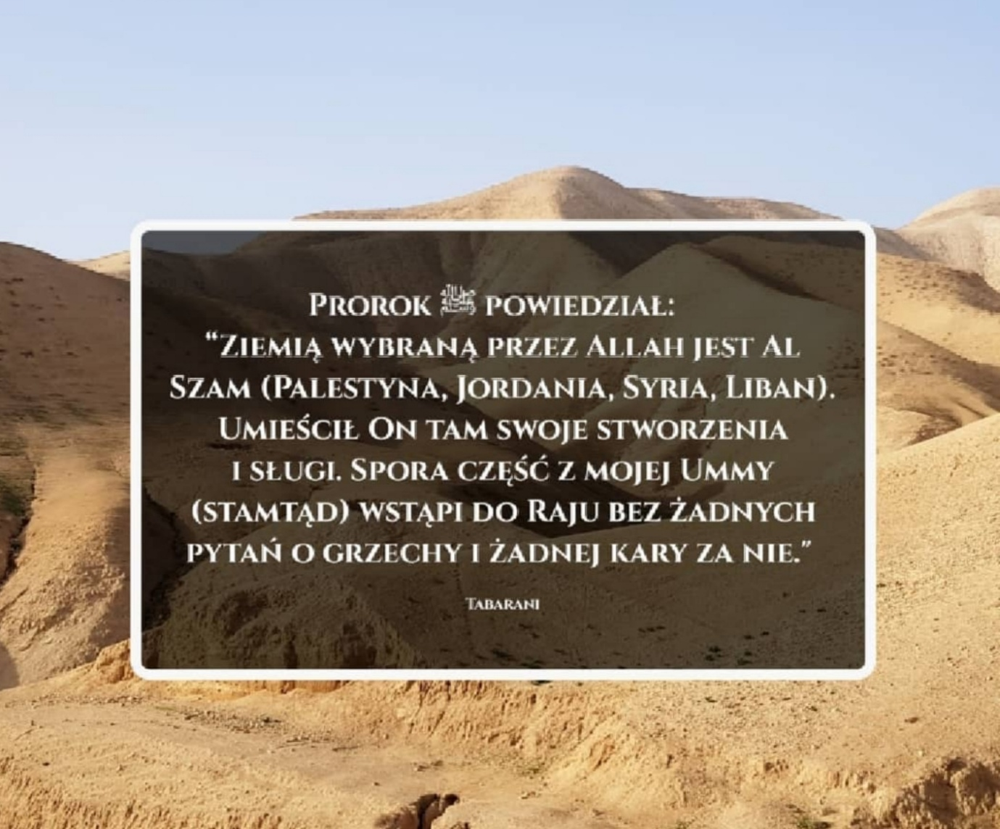 Prorok ﷺ powiedział:
“Ziemią wybraną przez Allah jest Al
Szam (Palestyna, Jordania, Syria, Liban).
Umieścił On tam swoje stworzenia
i sługi. Spora część z mojej Ummy
(stamtąd) wstąpi do Raju bez żadnych
pytań o grzechy i żadnej kary za nie.”
Tabarani